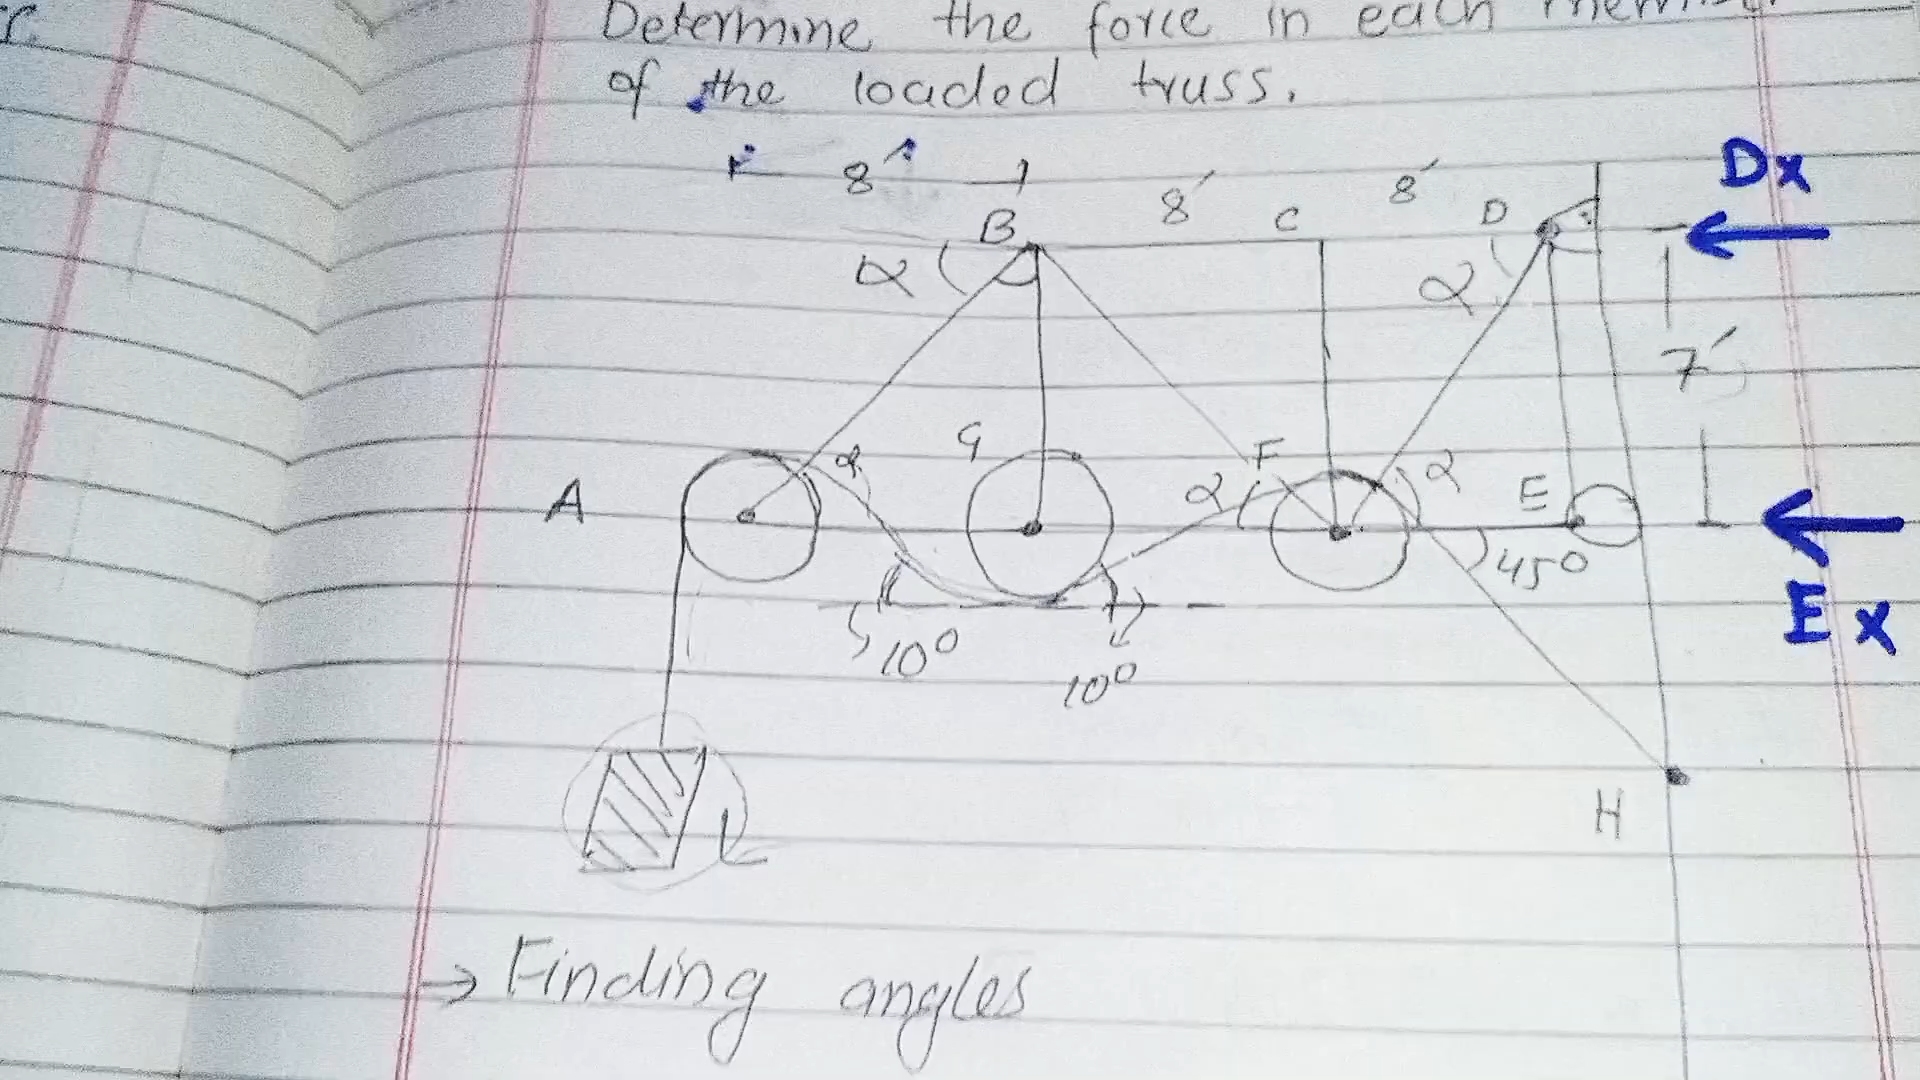 Determine the force in each
of the loaded truss.
8'
8'
8'
Dx
B
C
D
α
α
7'
G
F
α
α
α
E
A
45°
Ex
10°
10°
H
L
→ Finding angles